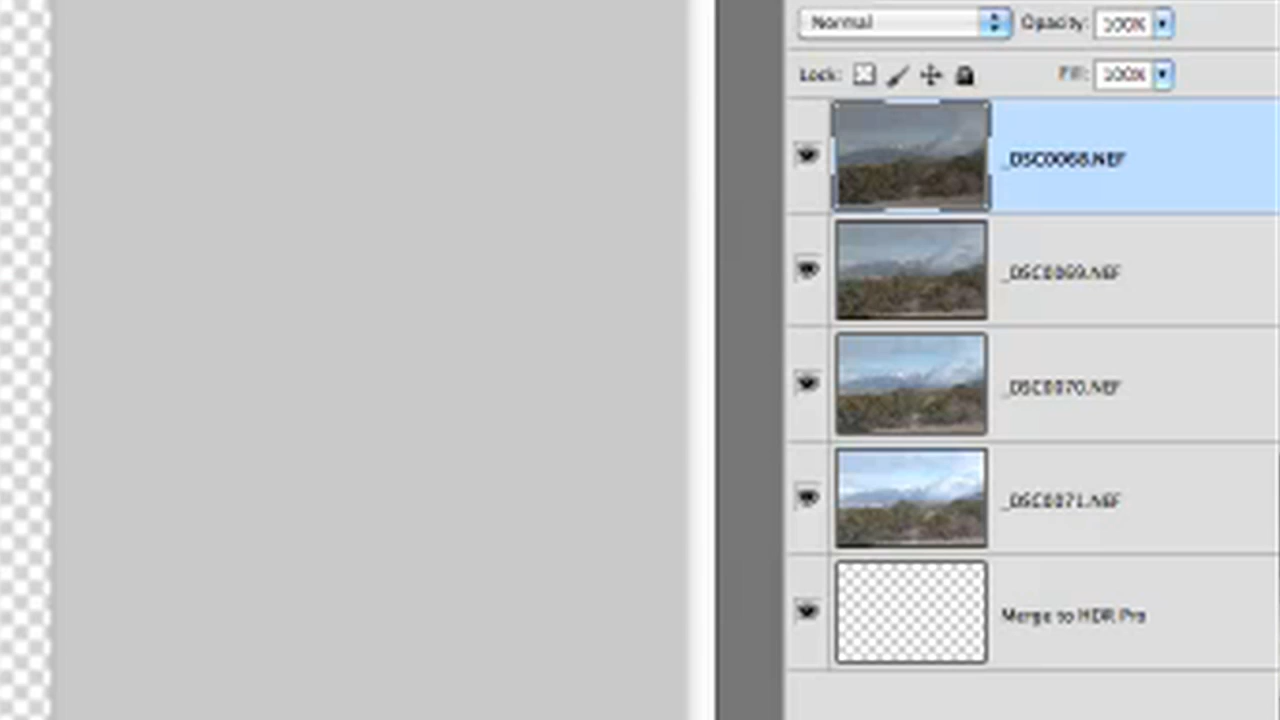 Normal Opacity: 100%
Lock: Fill: 100%
_DSC0068.NEF
_DSC0069.NEF
_DSC0070.NEF
_DSC0071.NEF
Merge to HDR Pro